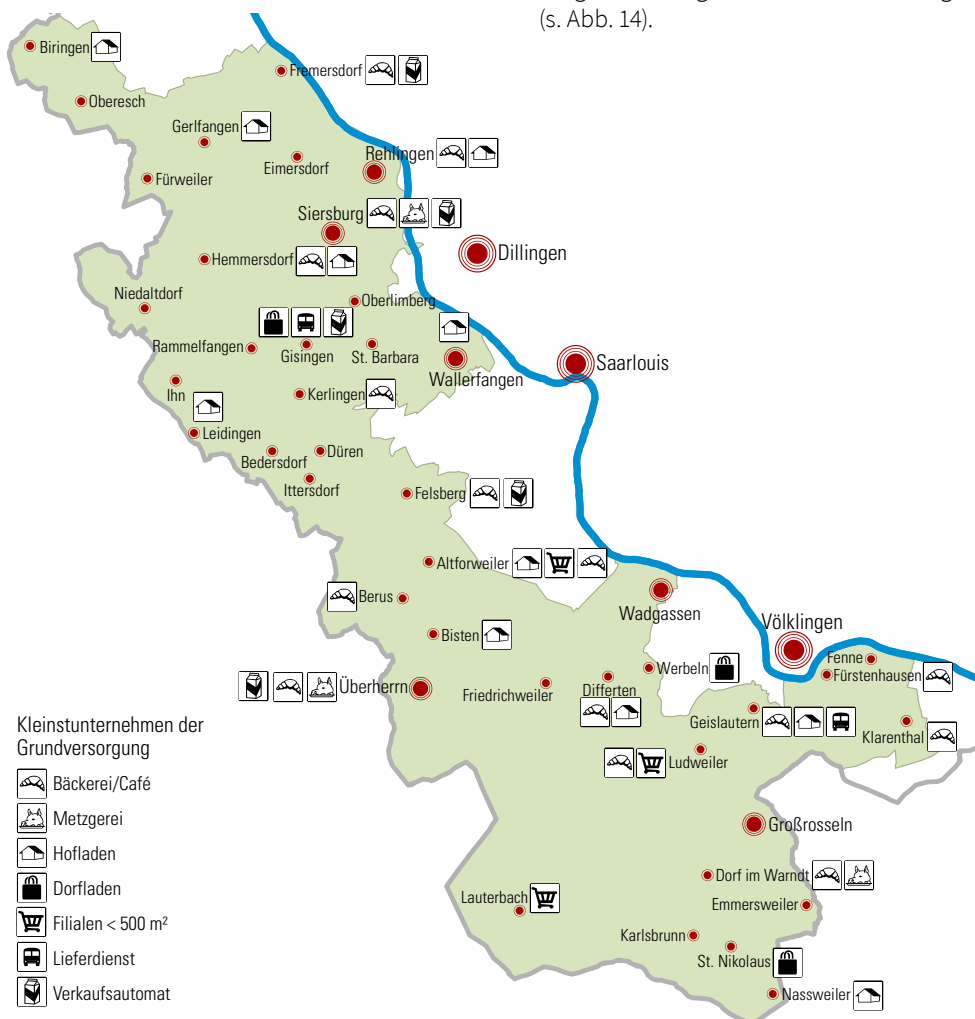 (s. Abb. 14).
Biringen
Fremersdorf
Oberesch
Gerlfangen
Eimersdorf
Rehlingen
Fürweiler
Siersburg
Dillingen
Hemmersdorf
Niedaltdorf
Oberlimberg
Rammelfangen
Gisingen
St. Barbara
Wallerfangen
Saarlouis
Ihn
Kerlingen
Leidingen
Bedersdorf
Düren
Ittersdorf
Felsberg
Altforweiler
Berus
Wadgassen
Bisten
Völklingen
Fenne
Fürstenhausen
Werbeln
Überherrn
Friedrichweiler
Differten
Geislautern
Klarenthal
Ludweiler
Großrosseln
Dorf im Warndt
Lauterbach
Emmersweiler
Karlsbrunn
St. Nikolaus
Nassweiler
Kleinstunternehmen der
Grundversorgung
Bäckerei/Café
Metzgerei
Hofladen
Dorfladen
Filialen < 500 m²
Lieferdienst
Verkaufsautomat